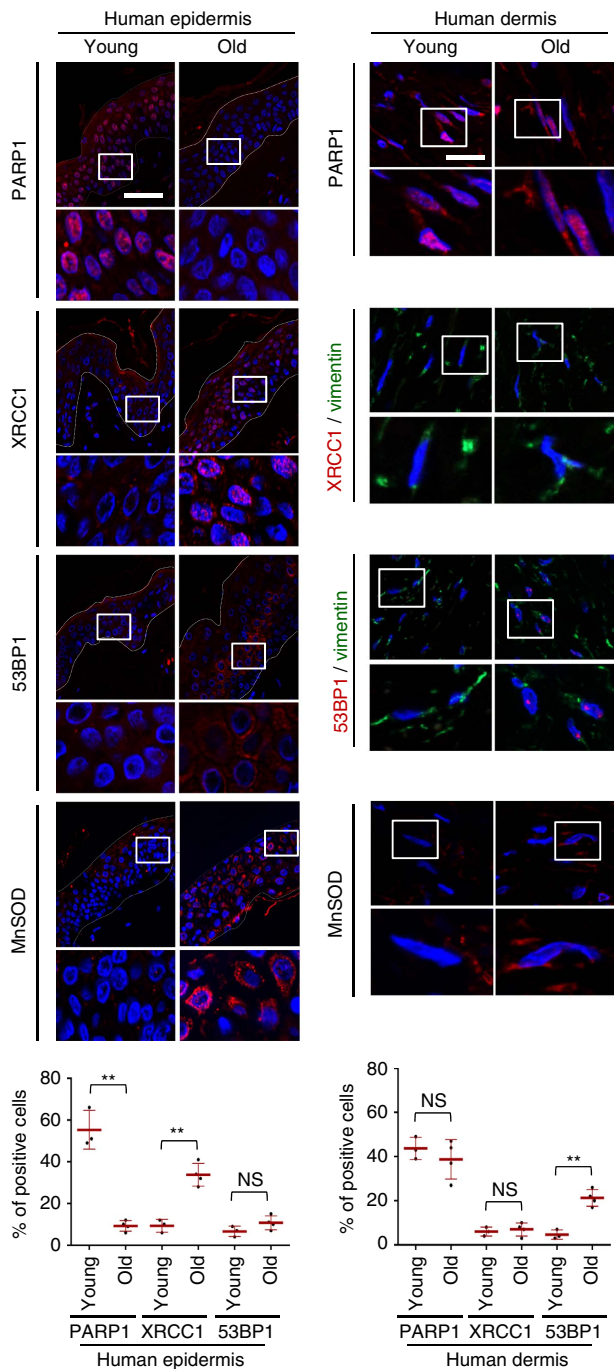 Human epidermis
Young Old
PARP1
XRCC1
53BP1
MnSOD
Human dermis
Young Old
PARP1
XRCC1 / vimentin
53BP1 / vimentin
MnSOD
% of positive cells
80
60
40
20
0
**
**
NS
Young Old Young Old Young Old
PARP1 XRCC1 53BP1
Human epidermis
% of positive cells
80
60
40
20
0
NS
NS
**
Young Old Young Old Young Old
PARP1 XRCC1 53BP1
Human dermis